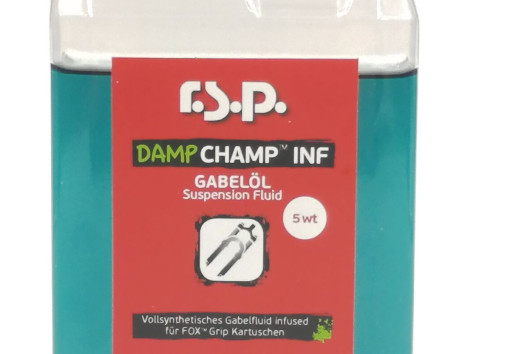 r.s.p.
DAMP CHAMP™ INF
GABELÖL
Suspension Fluid
5 wt
Vollsynthetisches Gabelfluid infused
für FOX™ Grip Kartuschen